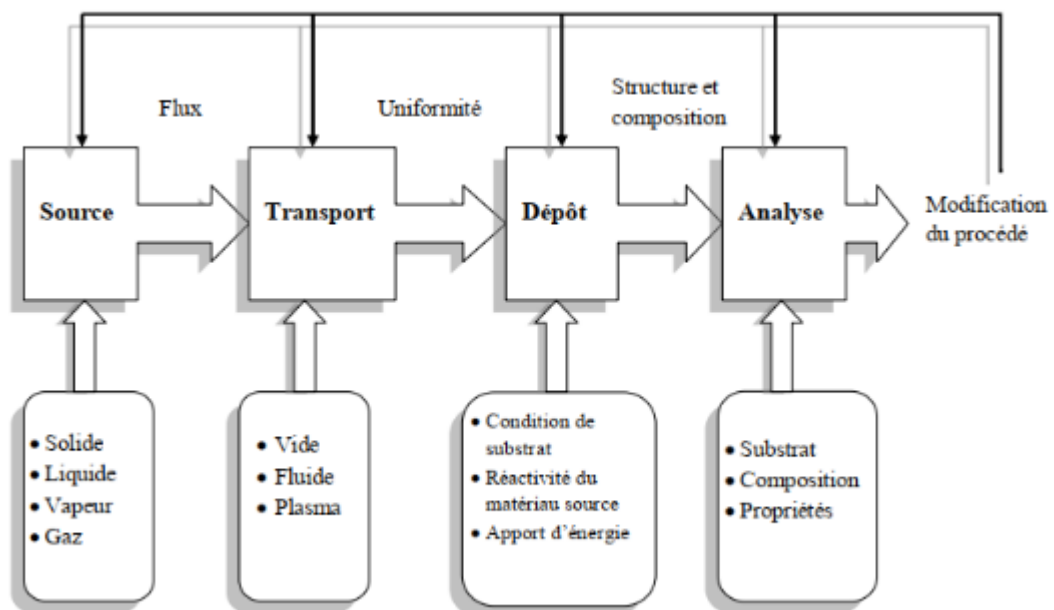 Flux
Uniformité
Structure et
composition
Source
Transport
Dépôt
Analyse
Modification
du procédé
• Solide
• Liquide
• Vapeur
• Gaz
• Vide
• Fluide
• Plasma
• Condition de
substrat
• Réactivité du
matériau source
• Apport d’énergie
• Substrat
• Composition
• Propriétés